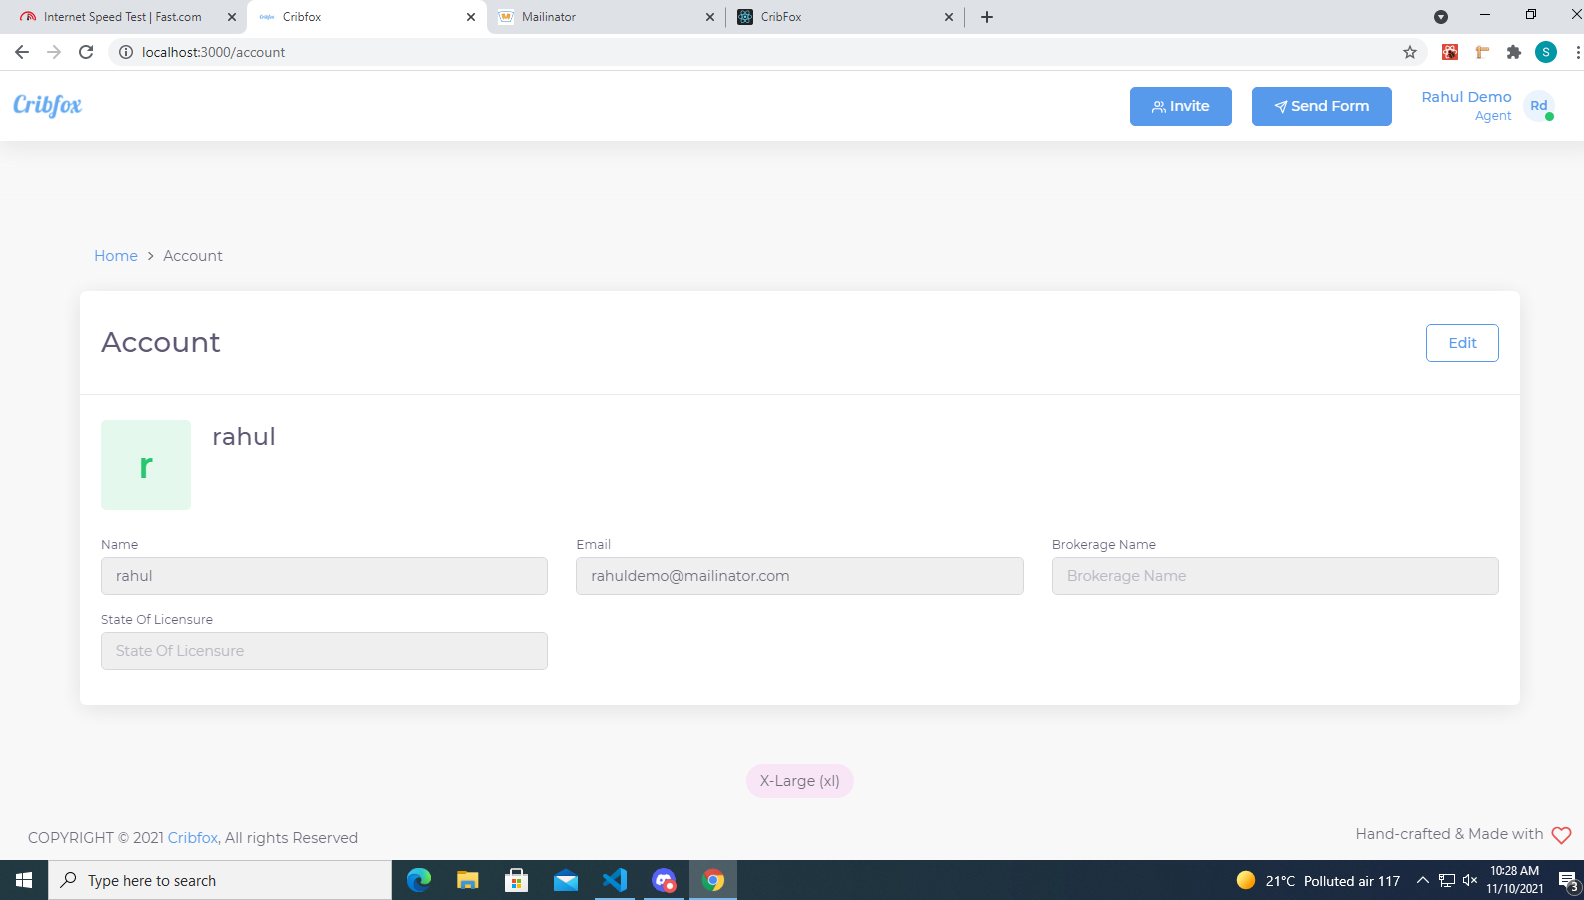 Internet Speed Test | Fast.com
Cribfox
Mailinator
CribFox
localhost:3000/account
S
Cribfox
Invite
Send Form
Rahul Demo
Agent
Rd
Home > Account
Account
Edit
r
rahul
Name
Email
Brokerage Name
rahul
rahuldemo@mailinator.com
Brokerage Name
State Of Licensure
State Of Licensure
X-Large (xl)
COPYRIGHT © 2021 Cribfox, All rights Reserved
Hand-crafted & Made with
Type here to search
21°C Polluted air 117
10:28 AM
11/10/2021
3